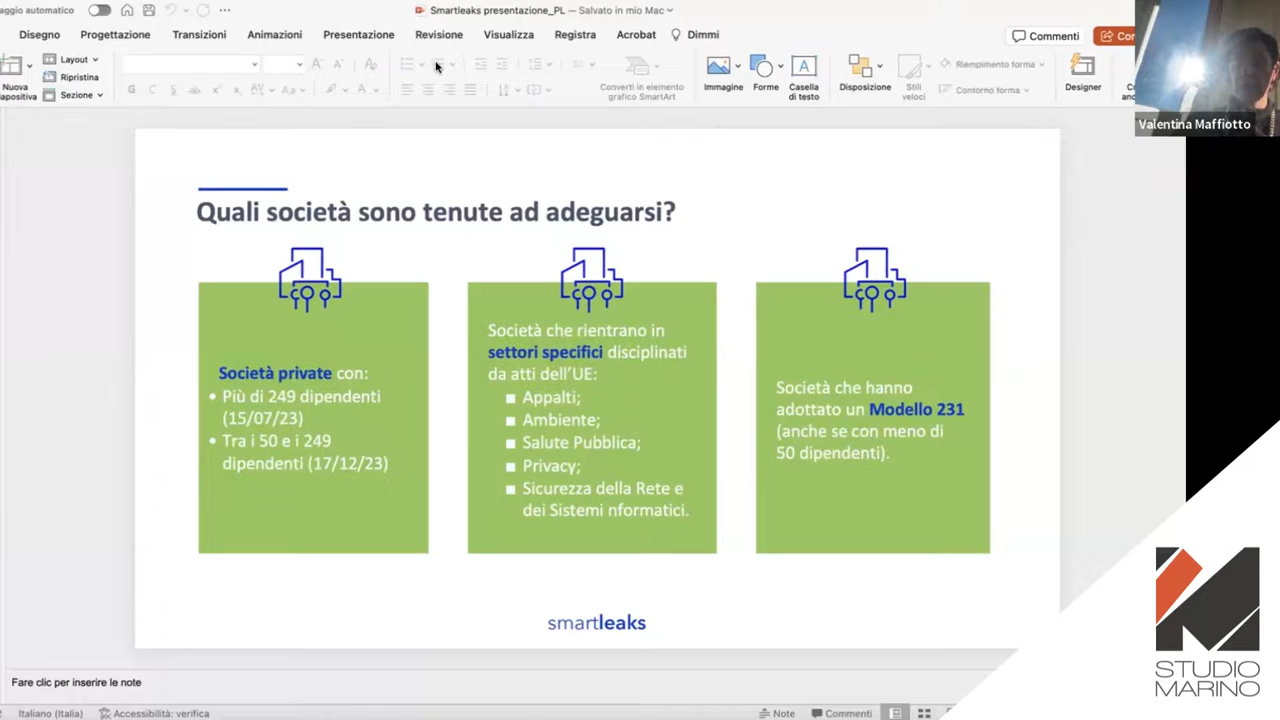 aggio automatico
Smartleaks presentazione_PL — Salvato in mio Mac
Disegno Progettazione Transizioni Animazioni Presentazione Revisione Visualizza Registra Acrobat Dimmi Commenti
Layout
Ripristina
Sezione
Nuova
Converti in elemento
grafico SmartArt
Immagine
Forme
Casella
di testo
Disposizione
Stili
veloci
Riempimento forma
Contorno forma
Designer
Valentina Maffiotto
Quali società sono tenute ad adeguarsi?
Società private con:
• Più di 249 dipendenti
(15/07/23)
• Tra i 50 e i 249
dipendenti (17/12/23)
Società che rientrano in
settori specifici disciplinati
da atti dell'UE:
■ Appalti;
■ Ambiente;
■ Salute Pubblica;
■ Privacy;
■ Sicurezza della Rete e
dei Sistemi nformatici.
Società che hanno
adottato un Modello 231
(anche se con meno di
50 dipendenti).
smartleaks
Fare clic per inserire le note
Italiano (Italia) Accessibilità: verifica Note Commenti
STUDIO
MARINO